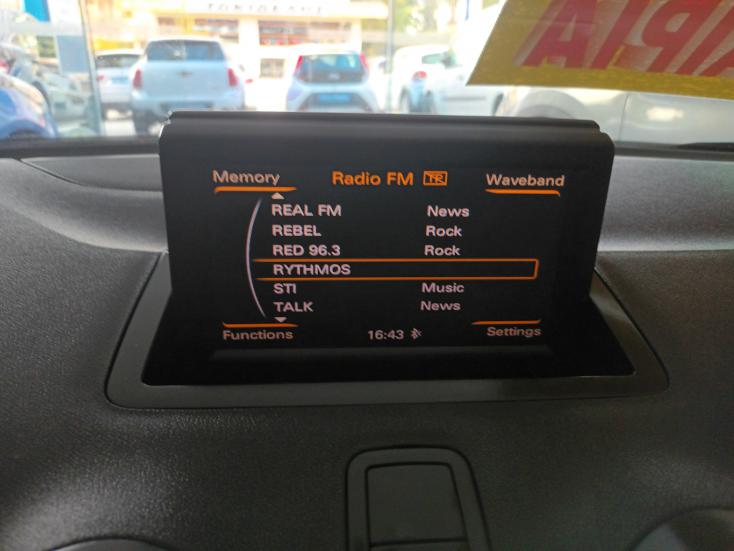 Memory Radio FM TP Waveband
REAL FM News
REBEL Rock
RED 96.3 Rock
RYTHMOS
STI Music
TALK News
Functions 16:43 Settings